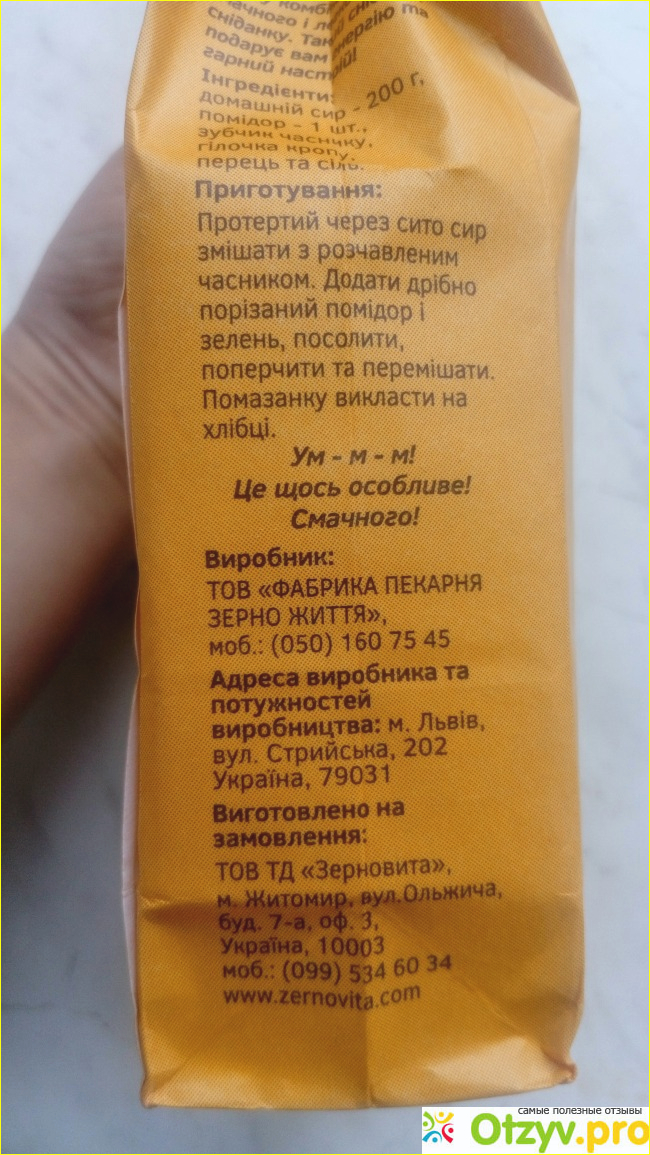 смачного і
сніданку.
подарує вам енергію та
гарний настрій!
Інгредієнти:
домашній сир - 200 г,
помідор - 1 шт.,
зубчик часнику,
гілочка кропу,
перець та сіль.
Приготування:
Протертий через сито сир
змішати з розчавленим
часником. Додати дрібно
порізаний помідор і
зелень, посолити,
поперчити та перемішати.
Помазанку викласти на
хлібці.
Ум - м - м!
Це щось особливе!
Смачного!
Виробник:
ТОВ «ФАБРИКА ПЕКАРНЯ
ЗЕРНО ЖИТТЯ»,
моб.: (050) 160 75 45
Адреса виробника та
потужностей
виробництва: м. Львів,
вул. Стрийська, 202
Україна, 79031
Виготовлено на
замовлення:
ТОВ ТД «Зерновита»,
м. Житомир, вул.Ольжича,
буд. 7-а, оф. 3,
Україна, 10003
моб.: (099) 534 60 34
www.zernovita.com
самые полезные отзывы
Otzyv.pro